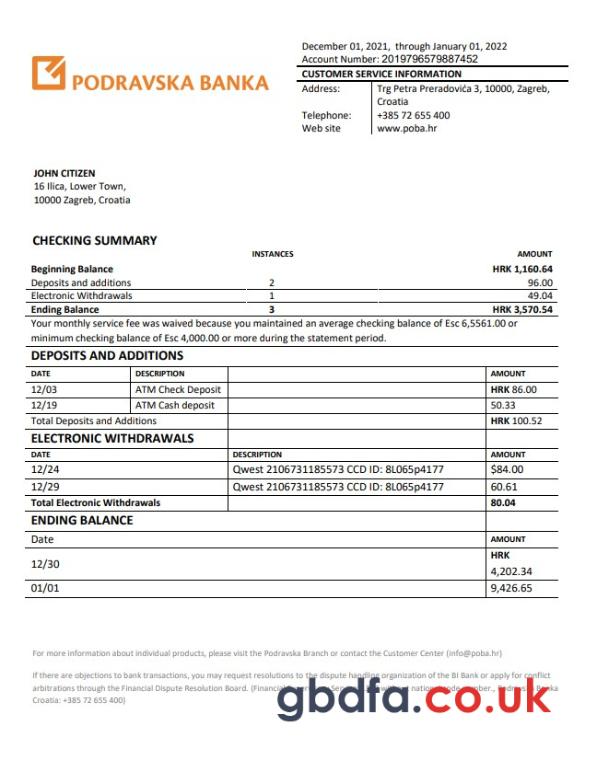 December 01, 2021, through January 01, 2022
Account Number: 2019796579887452
PODRAVSKA BANKA
CUSTOMER SERVICE INFORMATION
Address: Trg Petra Preradovića 3, 10000, Zagreb,
Croatia
Telephone: +385 72 655 400
Web site www.poba.hr
JOHN CITIZEN
16 Ilica, Lower Town,
10000 Zagreb, Croatia
CHECKING SUMMARY
INSTANCES AMOUNT
Beginning Balance HRK 1,160.64
Deposits and additions 2 96.00
Electronic Withdrawals 1 49.04
Ending Balance 3 HRK 3,570.54
Your monthly service fee was waived because you maintained an average checking balance of Esc 6,5561.00 or
minimum checking balance of Esc 4,000.00 or more during the statement period.
DEPOSITS AND ADDITIONS
DATE DESCRIPTION AMOUNT
12/03 ATM Check Deposit HRK 86.00
12/19 ATM Cash deposit 50.33
Total Deposits and Additions HRK 100.52
ELECTRONIC WITHDRAWALS
DATE DESCRIPTION AMOUNT
12/24 Qwest 2106731185573 CCD ID: 8L065p4177 $84.00
12/29 Qwest 2106731185573 CCD ID: 8L065p4177 60.61
Total Electronic Withdrawals 80.04
ENDING BALANCE
Date AMOUNT
12/30 HRK
4,202.34
01/01 9,426.65
For more information about individual products, please visit the Podravska Branch or contact the Customer Center (info@poba.hr)
If there are objections to bank transactions, you may request resolutions to the dispute handling organization of the BI Bank or apply for conflict
arbitrations through the Financial Dispute Resolution Board. (Financial without national code number., Podravska Banka
Croatia: +385 72 655 400)
gbdfa.co.uk